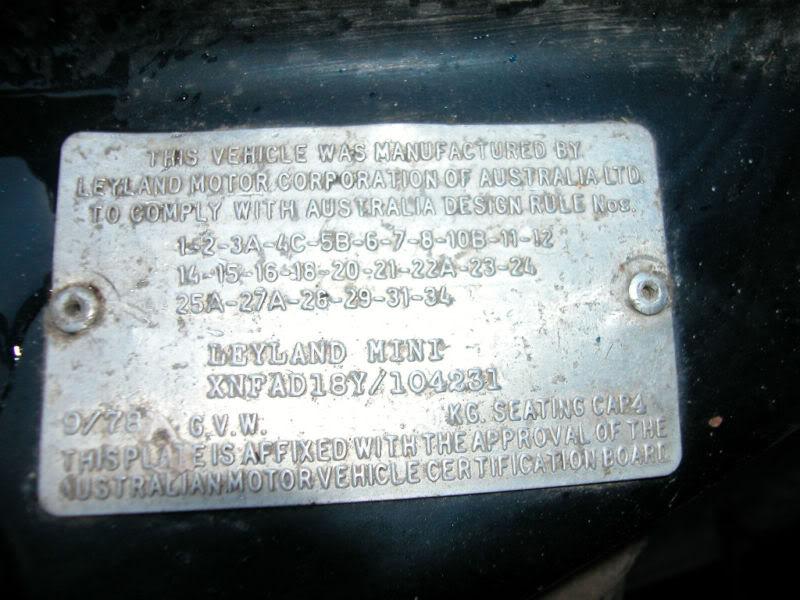 THIS VEHICLE WAS MANUFACTURED BY
LEYLAND MOTOR CORPORATION OF AUSTRALIA LTD.
TO COMPLY WITH AUSTRALIA DESIGN RULE Nos.
1-2-3A-4C-5B-6-7-8-10B-11-12
14-15-16-18-20-21-22A-23-24
25A-27A-26-29-31-34
LEYLAND MINI
XNFAD18Y/104231
9/78 G.V.W. KG. SEATING CAP4
THIS PLATE IS AFFIXED WITH THE APPROVAL OF THE
AUSTRALIAN MOTOR VEHICLE CERTIFICATION BOARD.